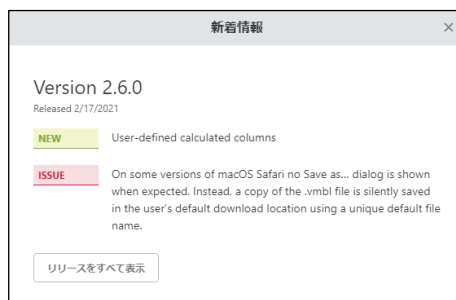 新着情報
Version 2.6.0
Released 2/17/2021
NEW User-defined calculated columns
ISSUE On some versions of macOS Safari no Save as... dialog is shown
when expected. Instead, a copy of the .vmbl file is silently saved
in the user's default download location using a unique default file
name.
リリースをすべて表示